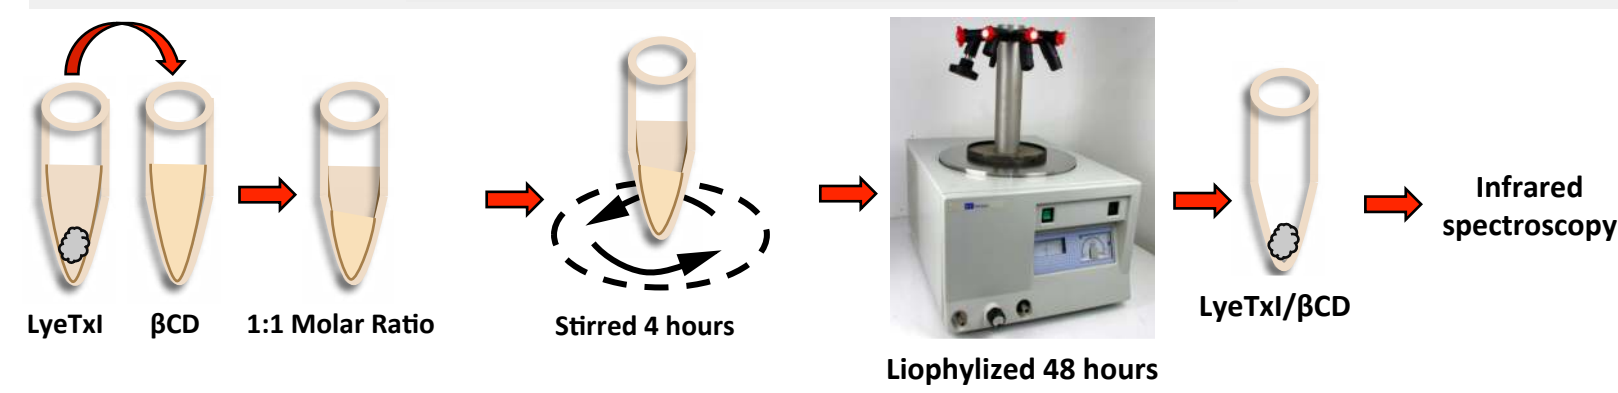 LyeTxI
βCD
1:1 Molar Ratio
Stirred 4 hours
Liophylized 48 hours
LyeTxI/βCD
Infrared
spectroscopy